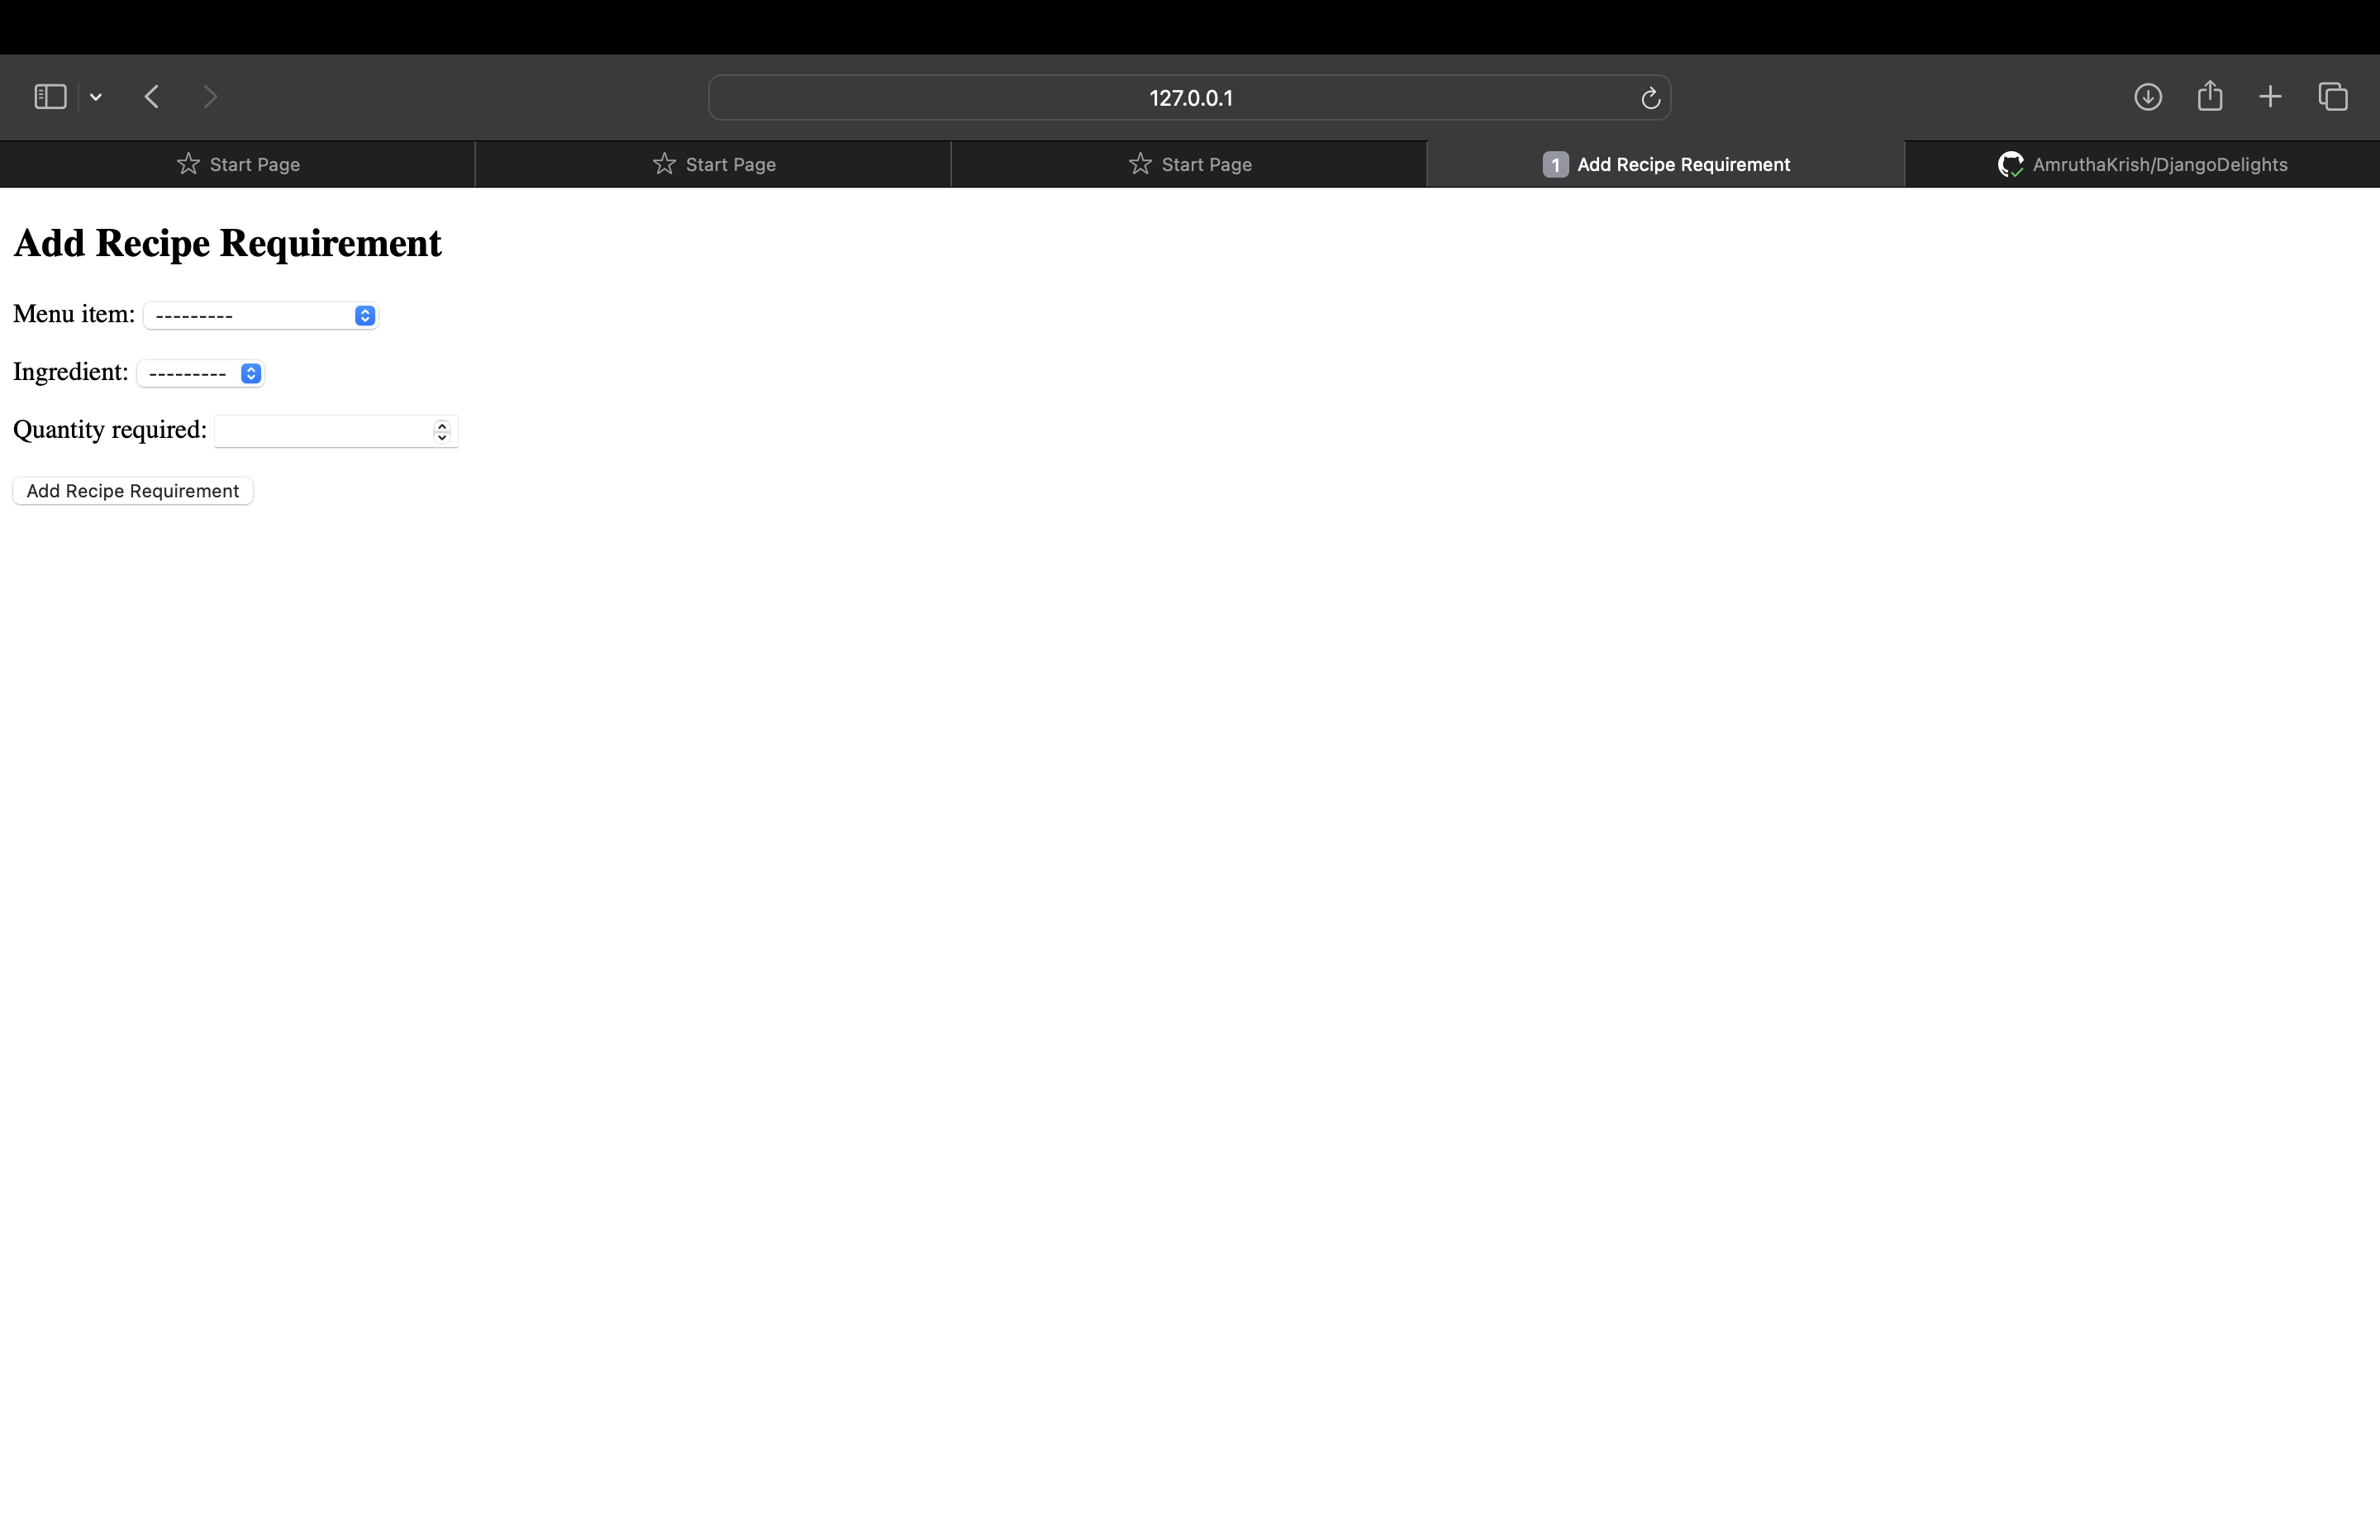 127.0.0.1
Start Page
Start Page
Start Page
1 Add Recipe Requirement
AmruthaKrish/DjangoDelights
Add Recipe Requirement
Menu item: ---------
Ingredient: ---------
Quantity required:
Add Recipe Requirement